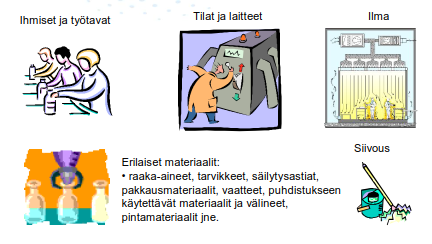 Ihmiset ja työtavat
Tilat ja laitteet
Ilma
Erilaiset materiaalit:
• raaka-aineet, tarvikkeet, säilytysastiat,
pakkausmateriaalit, vaatteet, puhdistukseen
käytettävät materiaalit ja välineet,
pintamateriaalit jne.
Siivous